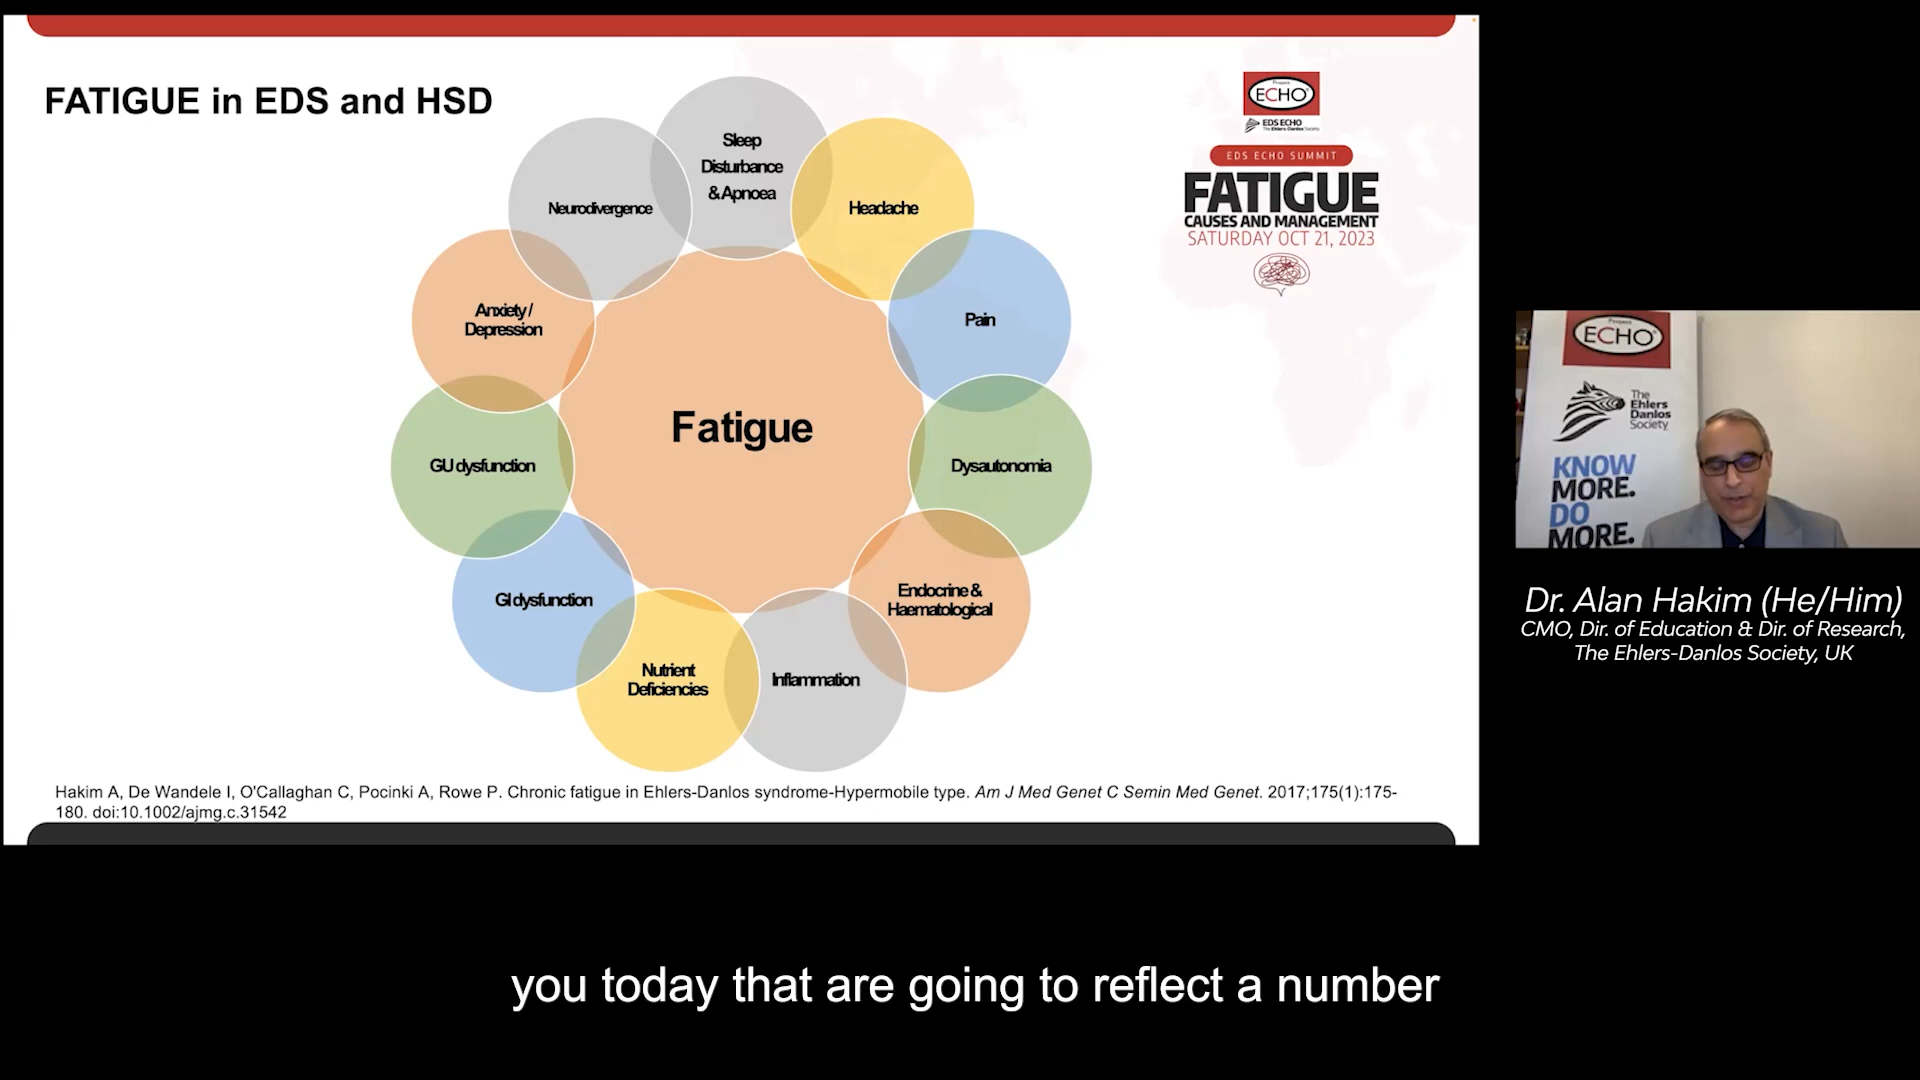 FATIGUE in EDS and HSD
Sleep
Disturbance
& Apnoea
Neurodivergence
Headache
Anxiety /
Depression
Pain
Fatigue
GU dysfunction
Dysautonomia
GI dysfunction
Endocrine &
Haematological
Nutrient
Deficiencies
Inflammation
Hakim A, De Wandele I, O'Callaghan C, Pocinki A, Rowe P. Chronic fatigue in Ehlers-Danlos syndrome-Hypermobile type. Am J Med Genet C Semin Med Genet. 2017;175(1):175-
180. doi:10.1002/ajmg.c.31542
Project
ECHO®
EDS ECHO
The Ehlers-Danlos Society
EDS ECHO SUMMIT
FATIGUE
CAUSES AND MANAGEMENT
SATURDAY OCT 21, 2023
Project
ECHO®
The
Ehlers
Danlos
Society
KNOW
MORE.
DO
MORE.
Dr. Alan Hakim (He/Him)
CMO, Dir. of Education & Dir. of Research,
The Ehlers-Danlos Society, UK
you today that are going to reflect a number